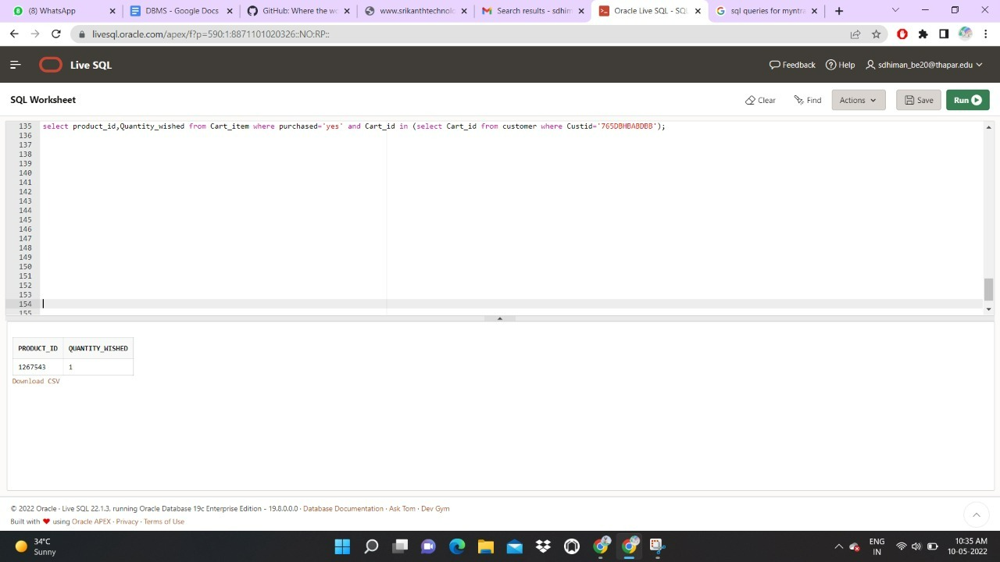 (8) WhatsApp
DBMS - Google Docs
GitHub: Where the wo
www.srikanthtechnolo
Search results - sdhim
Oracle Live SQL - SQL
sql queries for myntra
livesql.oracle.com/apex/f?p=590:1:8871101020326::NO:RP::
Live SQL
Feedback
Help
sdhiman_be20@thapar.edu
SQL Worksheet
Clear
Find
Actions
Save
Run
135 select product_id,Quantity_wished from Cart_item where purchased='yes' and Cart_id in (select Cart_id from customer where Custid='765DBHBABDBB');
136
137
138
139
140
141
142
143
144
145
146
147
148
149
150
151
152
153
154
155
PRODUCT_ID QUANTITY_WISHED
1267543 1
Download CSV
© 2022 Oracle · Live SQL 22.1.3, running Oracle Database 19c Enterprise Edition - 19.8.0.0.0 · Database Documentation · Ask Tom · Dev Gym
Built with ❤ using Oracle APEX · Privacy · Terms of Use
34°C
Sunny
ENG
IN
10:35 AM
10-05-2022